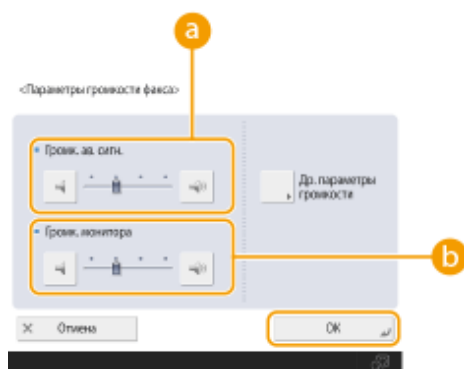 a
<Параметры громкости факса>
Громк. ав. сигн.
Др. параметры
громкости
Громк. монитора
b
Отмена
OK